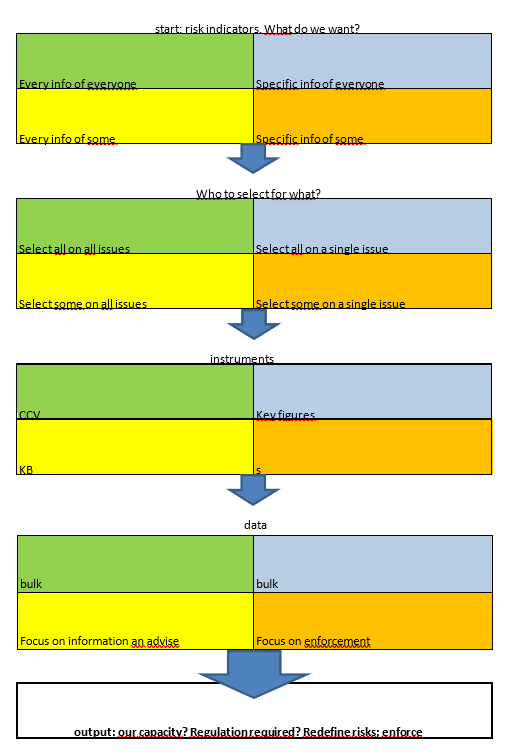 start: risk indicators. What do we want?
Every info of everyone
Specific info of everyone
Every info of some
Specific info of some
Who to select for what?
Select all on all issues
Select all on a single issue
Select some on all issues
Select some on a single issue
instruments
CCV
Key figures
KB
s
data
bulk
bulk
Focus on information an advise
Focus on enforcement
output: our capacity? Regulation required? Redefine risks; enforce